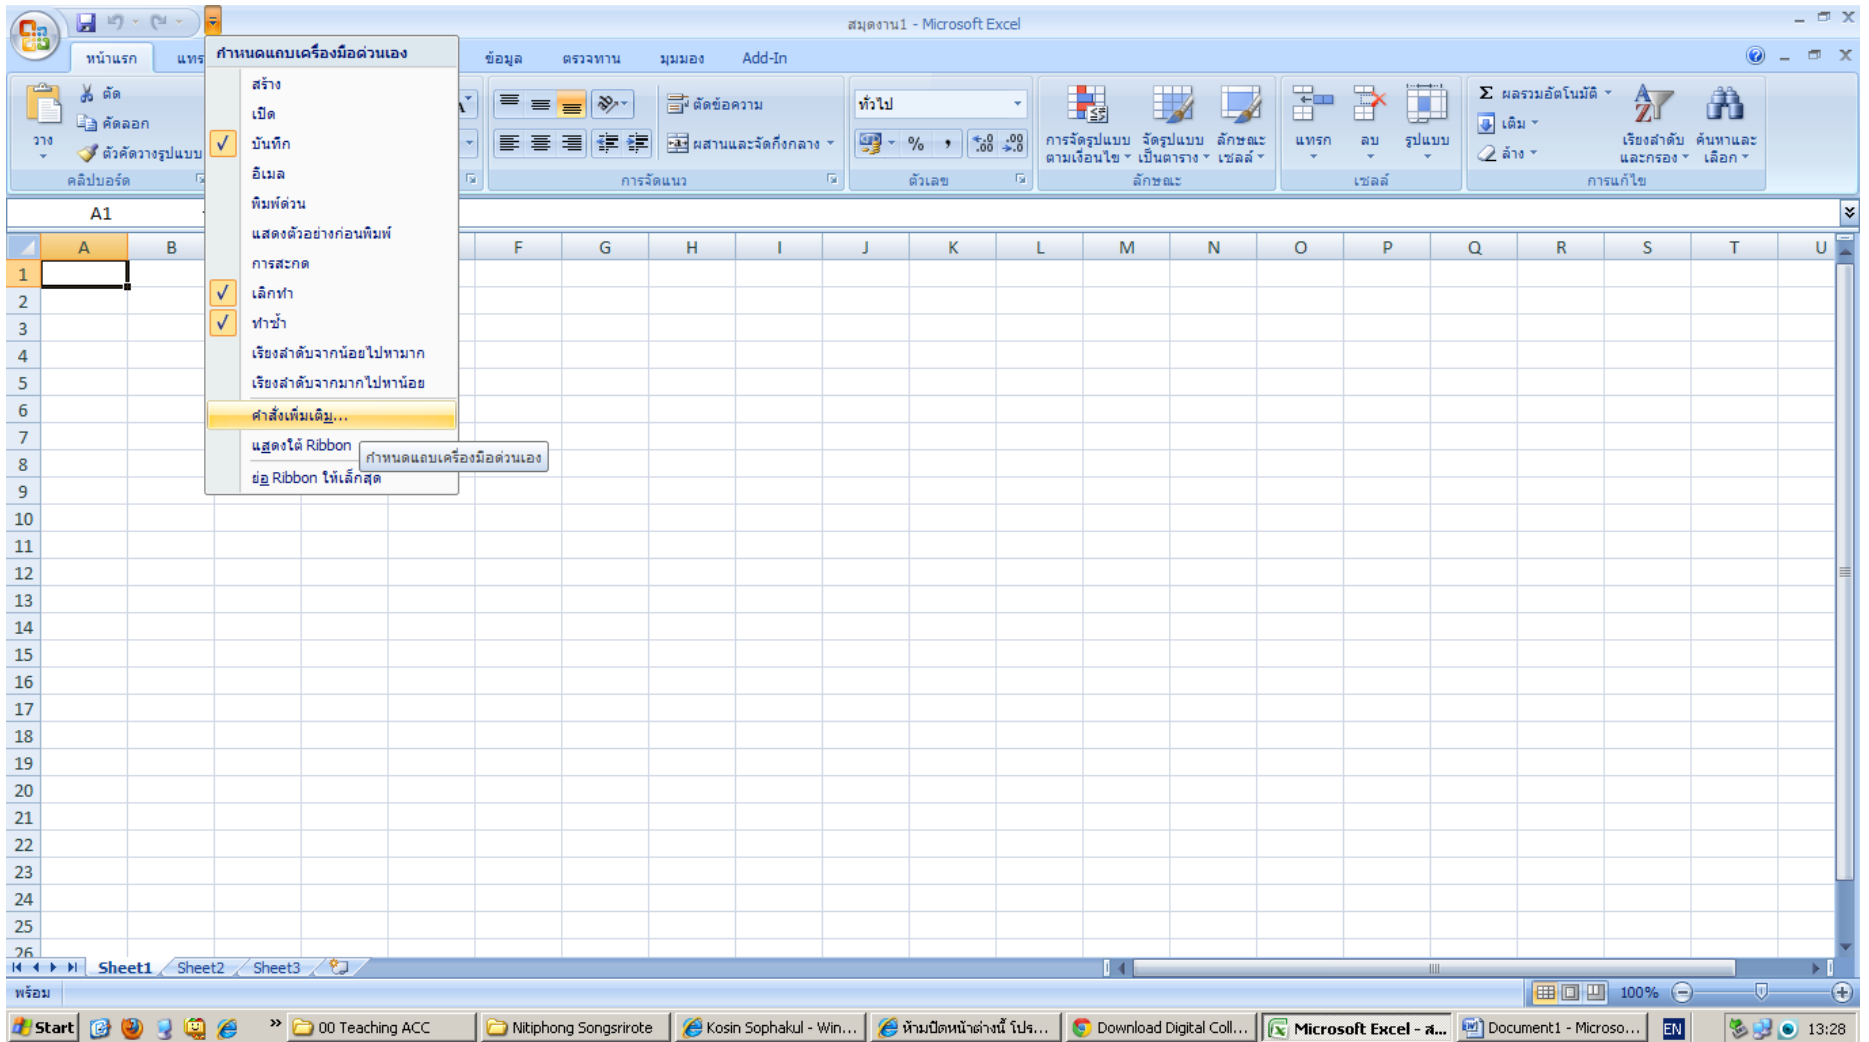 สมุดงาน1 - Microsoft Excel
หน้าแรก แทร ข้อมูล ตรวจทาน มุมมอง Add-In
กำหนดแถบเครื่องมือด่วนเอง
สร้าง
เปิด
✓ บันทึก
อีเมล
พิมพ์ด่วน
แสดงตัวอย่างก่อนพิมพ์
การสะกด
✓ เลิกทำ
✓ ทำซ้ำ
เรียงลำดับจากน้อยไปหามาก
เรียงลำดับจากมากไปหาน้อย
คำสั่งเพิ่มเติม...
แสดงใต้ Ribbon
ย่อ Ribbon ให้เล็กสุด
กำหนดแถบเครื่องมือด่วนเอง
วาง
ตัด
คัดลอก
ตัวคัดวางรูปแบบ
คลิปบอร์ด
ตัดข้อความ
ผสานและจัดกึ่งกลาง
การจัดแนว
ทั่วไป
% ,
ตัวเลข
การจัดรูปแบบตามเงื่อนไข
จัดรูปแบบเป็นตาราง
ลักษณะเซลล์
ลักษณะ
แทรก ลบ รูปแบบ
เซลล์
Σ ผลรวมอัตโนมัติ
เติม
ล้าง
เรียงลำดับและกรอง
ค้นหาและเลือก
การแก้ไข
A1
A B F G H I J K L M N O P Q R S T U
1
2
3
4
5
6
7
8
9
10
11
12
13
14
15
16
17
18
19
20
21
22
23
24
25
26
Sheet1 Sheet2 Sheet3
พร้อม 100%
Start 00 Teaching ACC Nitiphong Songsrirote Kosin Sophakul - Win... ห้ามปิดหน้าต่างนี้ โปร... Download Digital Coll... Microsoft Excel - ส... Document1 - Microso... EN 13:28